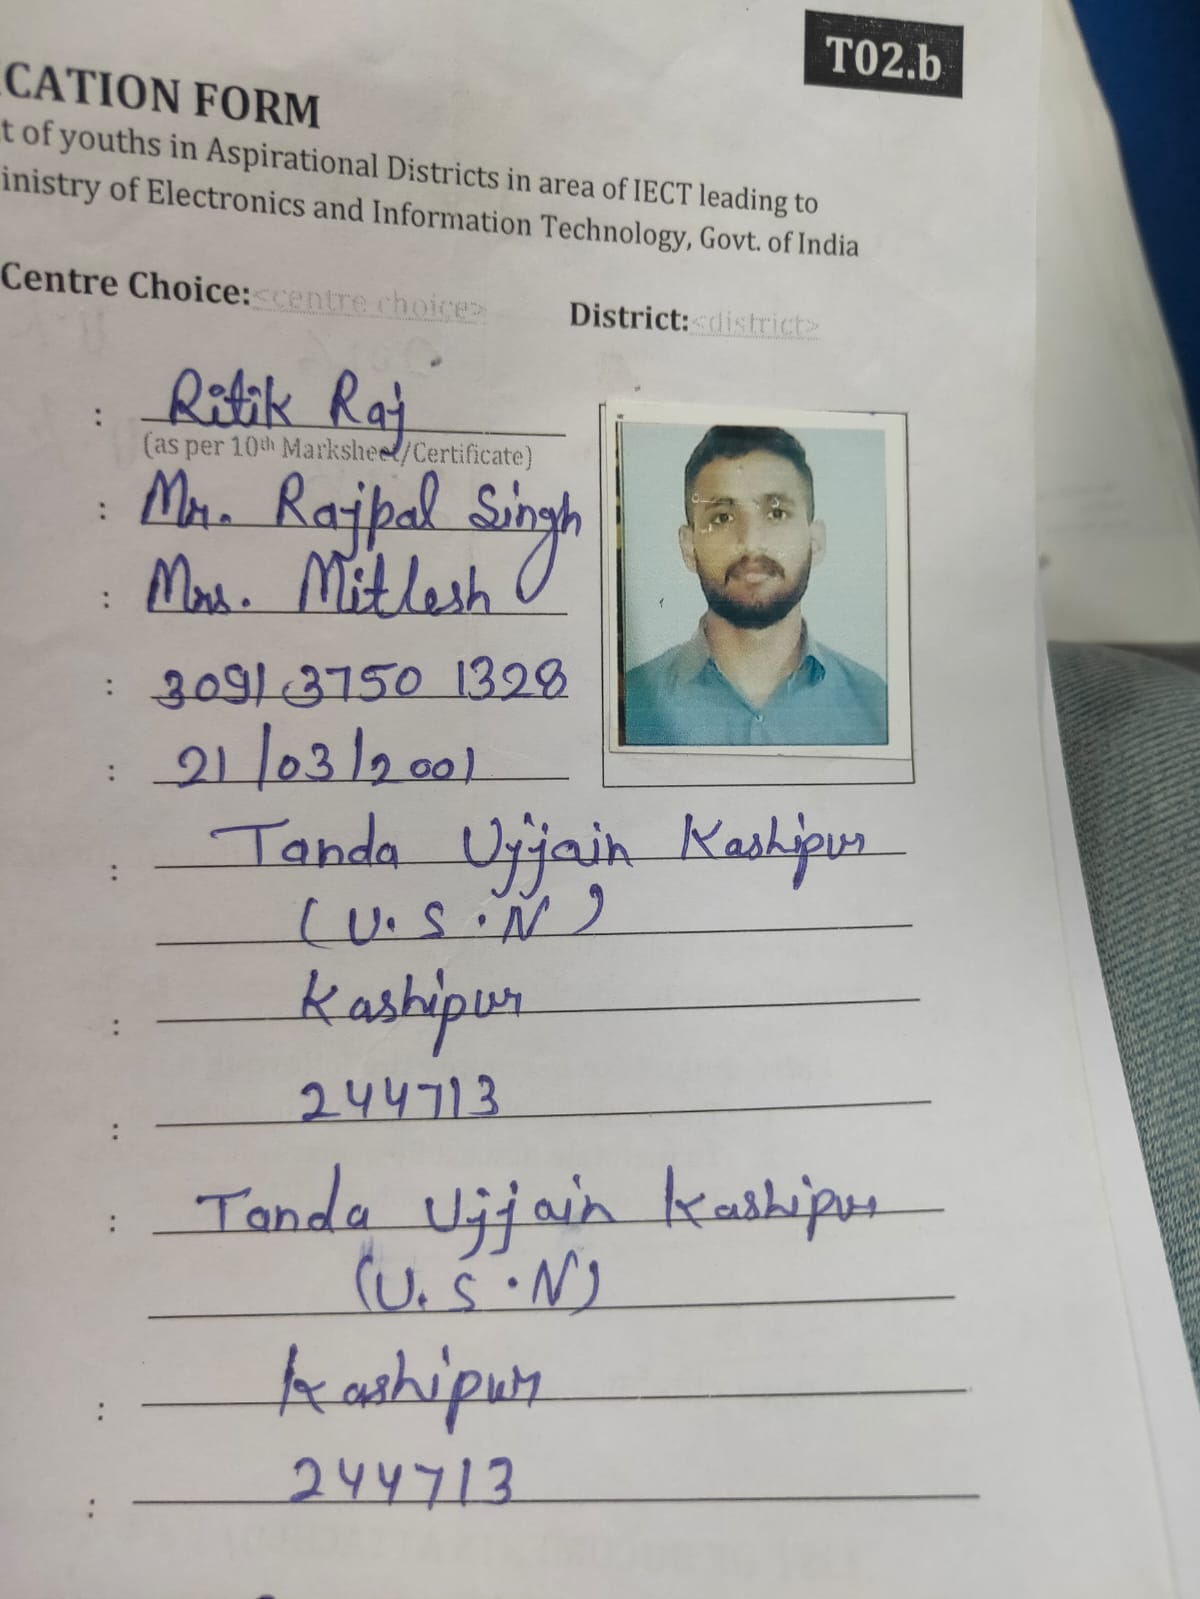 T02.b
CATION FORM
t of youths in Aspirational Districts in area of IECT leading to
inistry of Electronics and Information Technology, Govt. of India
Centre Choice:<centre choice> District:<district>
: Ritik Raj
(as per 10th Marksheet/Certificate)
: Mr. Rajpal Singh
: Mrs. Mitlesh
: 3091 3750 1328
: 21/03/2001
: Tanda Ujjain Kashipur
(U.S.N)
: Kashipur
: 244713
: Tanda Ujjain Kashipur
(U.S.N)
: Kashipur
: 244713